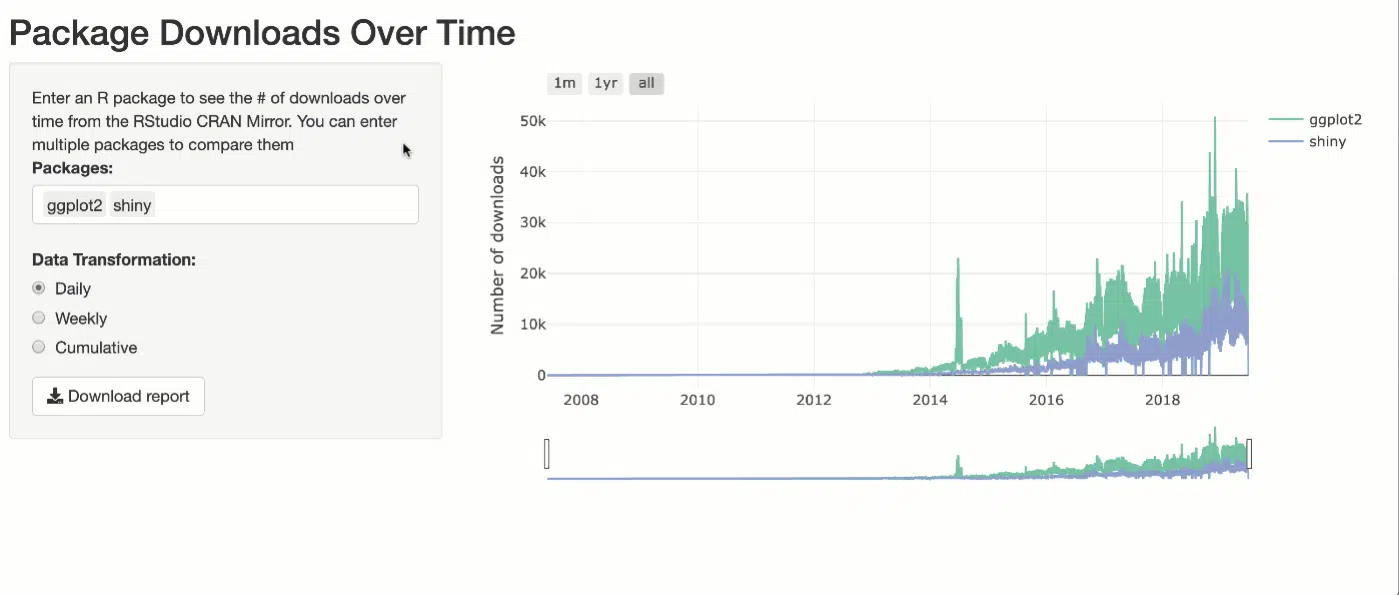 Package Downloads Over Time
Enter an R package to see the # of downloads over
time from the RStudio CRAN Mirror. You can enter
multiple packages to compare them
Packages:
ggplot2 shiny
Data Transformation:
Daily
Weekly
Cumulative
Download report
1m 1yr all
Number of downloads
50k
40k
30k
20k
10k
0
2008 2010 2012 2014 2016 2018
ggplot2
shiny